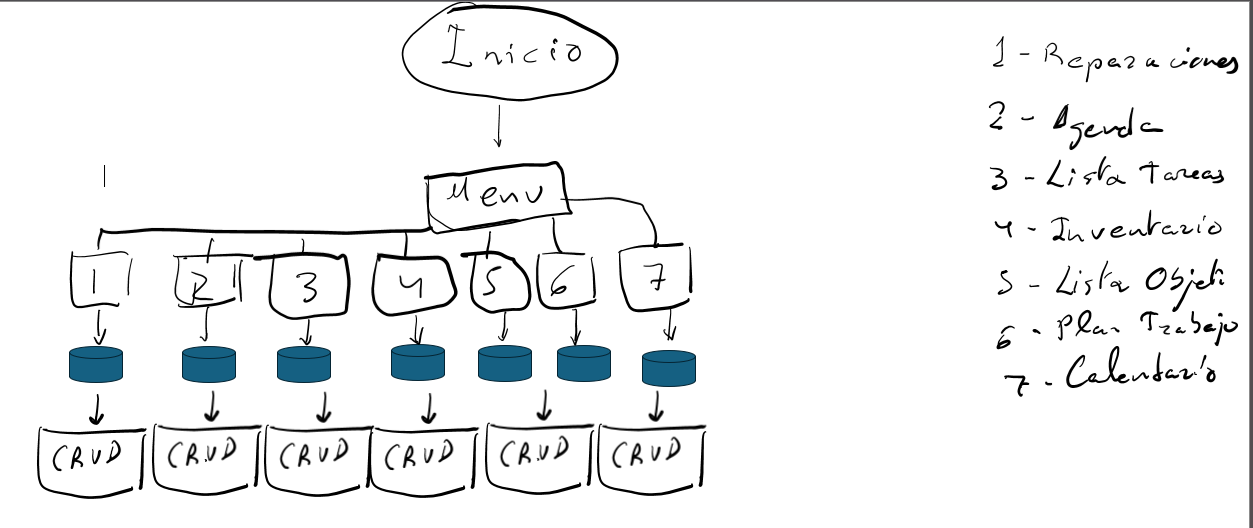 Inicio
Menu
1 2 3 4 5 6 7
CRUD CRUD CRUD CRUD CRUD CRUD
1 - Reparaciones
2 - Agenda
3 - Lista Tareas
4 - Inventario
5 - Lista Objeti
6 - Plan Trabajo
7 - Calendario